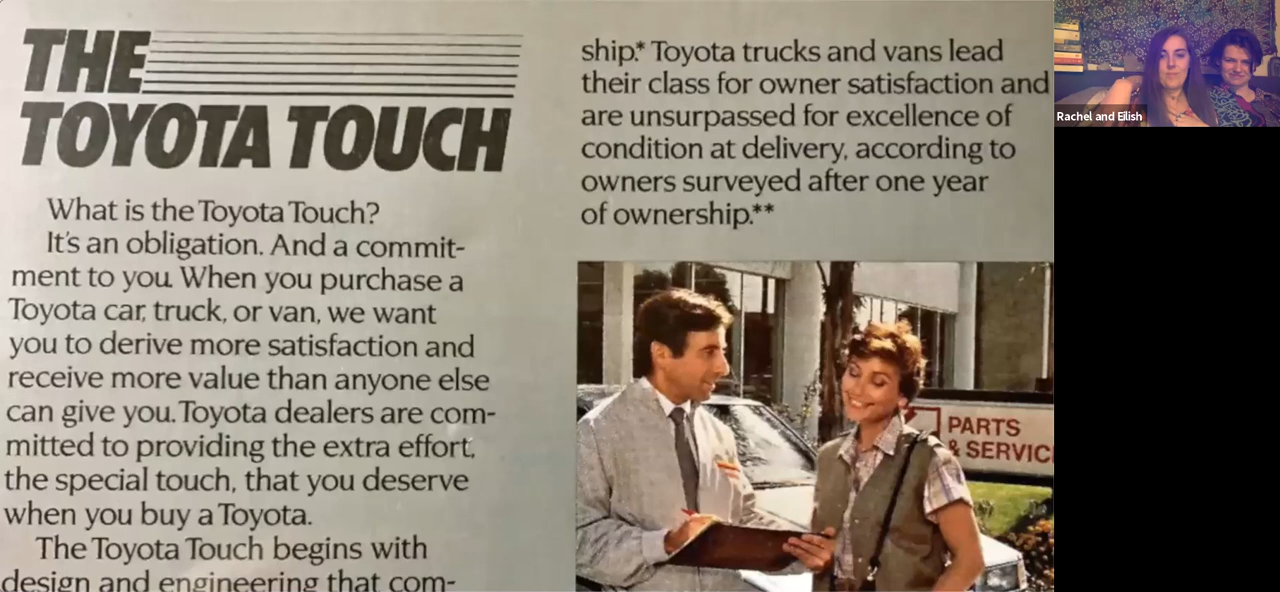 THE
TOYOTA TOUCH
What is the Toyota Touch?
It's an obligation. And a commit-
ment to you. When you purchase a
Toyota car, truck, or van, we want
you to derive more satisfaction and
receive more value than anyone else
can give you. Toyota dealers are com-
mitted to providing the extra effort,
the special touch, that you deserve
when you buy a Toyota.
The Toyota Touch begins with
design and engineering that com-
ship.* Toyota trucks and vans lead
their class for owner satisfaction and
are unsurpassed for excellence of
condition at delivery, according to
owners surveyed after one year
of ownership.**
PARTS
& SERVIC
Rachel and Eilish